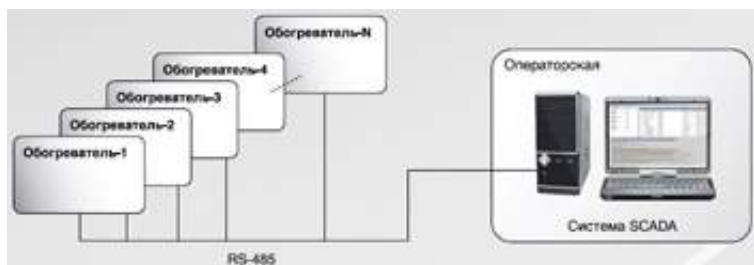 Обогреватель-N
Обогреватель-4
Обогреватель-3
Обогреватель-2
Обогреватель-1
Операторская
Система SCADA
RS-485